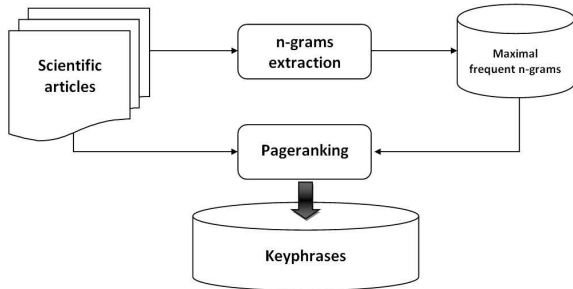 Scientific
articles
n-grams
extraction
Maximal
frequent n-grams
Pageranking
Keyphrases